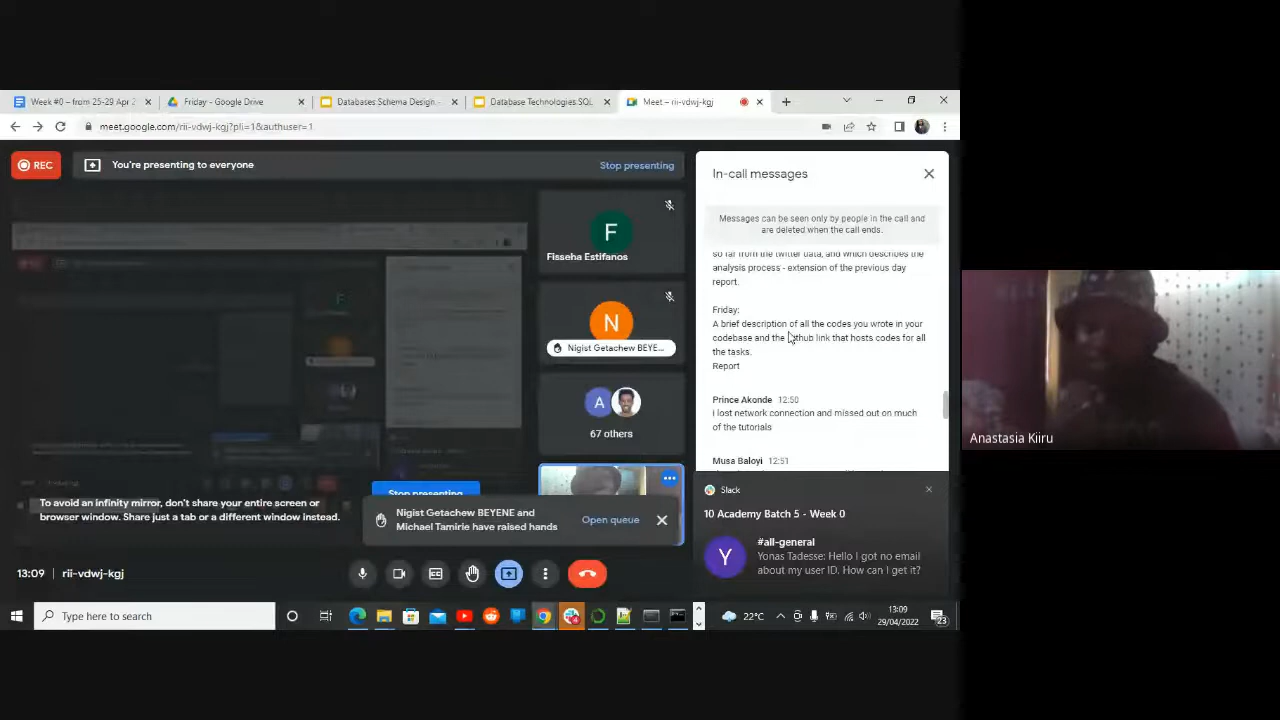 Week #0 – from 25-29 Apr 2
Friday - Google Drive
Databases Schema Design -
Database Technologies SQL
Meet – rii-vdwj-kgj
meet.google.com/rii-vdwj-kgj?pli=1&authuser=1
REC
You're presenting to everyone
Stop presenting
F
Fisseha Estifanos
N
Nigist Getachew BEYE...
A
67 others
In-call messages
Messages can be seen only by people in the call and
are deleted when the call ends.
so far from the twitter data, and which describes the
analysis process - extension of the previous day
report.
Friday:
A brief description of all the codes you wrote in your
codebase and the github link that hosts codes for all
the tasks.
Report
Prince Akonde 12:50
i lost network connection and missed out on much
of the tutorials
Musa Baloyi 12:51
Anastasia Kiiru
Stop presenting
To avoid an infinity mirror, don't share your entire screen or
browser window. Share just a tab or a different window instead.
Nigist Getachew BEYENE and
Michael Tamirie have raised hands
Open queue
Slack
10 Academy Batch 5 - Week 0
Y
#all-general
Yonas Tadesse: Hello I got no email
about my user ID. How can I get it?
13:09 | rii-vdwj-kgj
Type here to search
22°C
13:09
29/04/2022
23